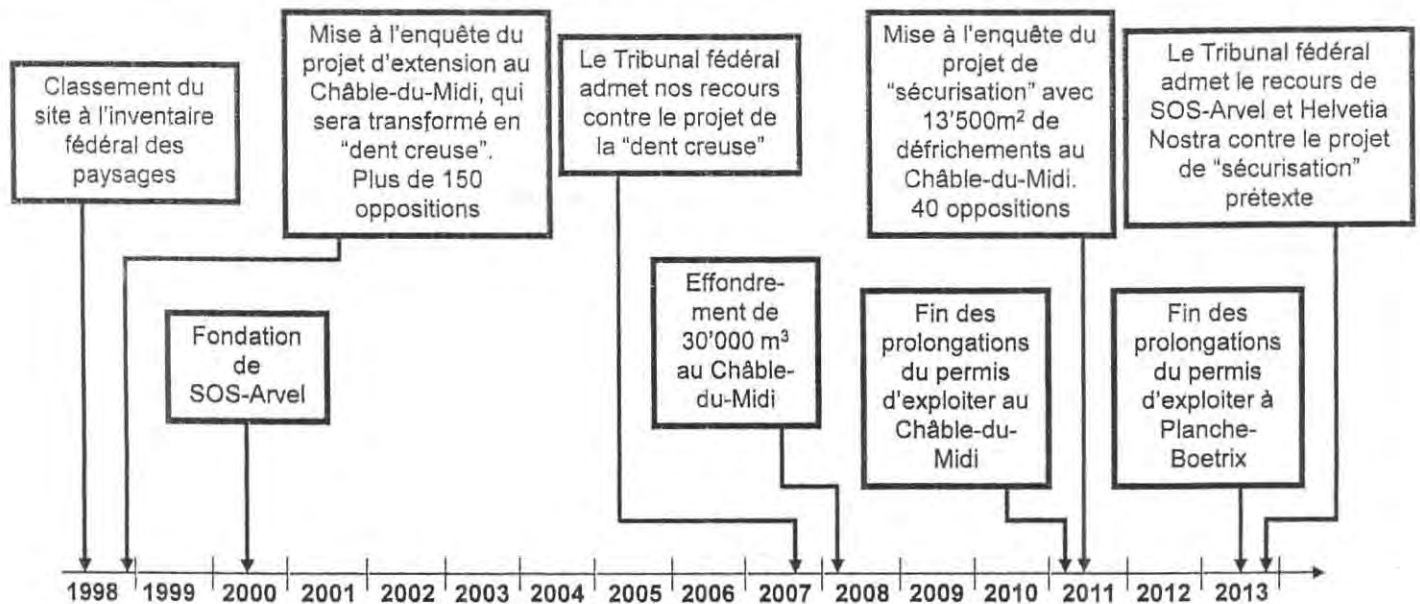 Classement du
site à l'inventaire
fédéral des
paysages
Mise à l'enquête du
projet d'extension au
Châble-du-Midi, qui
sera transformé en
“dent creuse”.
Plus de 150
oppositions
Fondation
de
SOS-Arvel
Le Tribunal fédéral
admet nos recours
contre le projet de
la “dent creuse”
Effondre-
ment de
30'000 m³
au Châble-
du-Midi
Mise à l'enquête du
projet de
“sécurisation” avec
13'500m² de
défrichements au
Châble-du-Midi.
40 oppositions
Fin des
prolongations
du permis
d'exploiter au
Châble-du-
Midi
Le Tribunal fédéral
admet le recours de
SOS-Arvel et Helvetia
Nostra contre le projet
de “sécurisation”
prétexte
Fin des
prolongations
du permis
d'exploiter à
Planche-
Boetrix
1998 1999 2000 2001 2002 2003 2004 2005 2006 2007 2008 2009 2010 2011 2012 2013